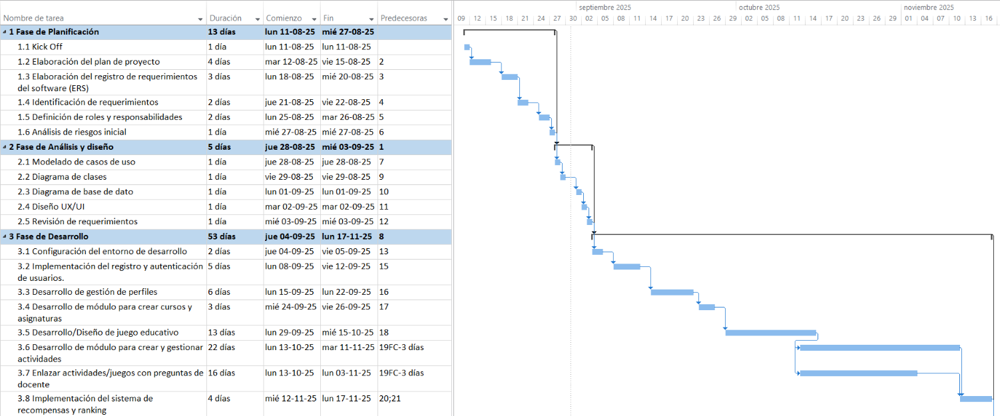 septiembre 2025 octubre 2025 noviembre 2025
Nombre de tarea Duración Comienzo Fin Predecesoras 09 12 15 18 21 24 27 30 02 05 08 11 14 17 20 23 26 29 02 05 08 11 14 17 20 23 26 29 01 04 07 10 13 16
1 Fase de Planificación 13 días lun 11-08-25 mié 27-08-25
1.1 Kick Off 1 día lun 11-08-25 lun 11-08-25
1.2 Elaboración del plan de proyecto 4 días mar 12-08-25 vie 15-08-25 2
1.3 Elaboración del registro de requerimientos 3 días lun 18-08-25 mié 20-08-25 3
del software (ERS)
1.4 Identificación de requerimientos 2 días jue 21-08-25 vie 22-08-25 4
1.5 Definición de roles y responsabilidades 2 días lun 25-08-25 mar 26-08-25 5
1.6 Análisis de riesgos inicial 1 día mié 27-08-25 mié 27-08-25 6
2 Fase de Análisis y diseño 5 días jue 28-08-25 mié 03-09-25 1
2.1 Modelado de casos de uso 1 día jue 28-08-25 jue 28-08-25 7
2.2 Diagrama de clases 1 día vie 29-08-25 vie 29-08-25 9
2.3 Diagrama de base de dato 1 día lun 01-09-25 lun 01-09-25 10
2.4 Diseño UX/UI 1 día mar 02-09-25 mar 02-09-25 11
2.5 Revisión de requerimientos 1 día mié 03-09-25 mié 03-09-25 12
3 Fase de Desarrollo 53 días jue 04-09-25 lun 17-11-25 8
3.1 Configuración del entorno de desarrollo 2 días jue 04-09-25 vie 05-09-25 13
3.2 Implementación del registro y autenticación 5 días lun 08-09-25 vie 12-09-25 15
de usuarios.
3.3 Desarrollo de gestión de perfiles 6 días lun 15-09-25 lun 22-09-25 16
3.4 Desarrollo de módulo para crear cursos y 3 días mié 24-09-25 vie 26-09-25 17
asignaturas
3.5 Desarrollo/Diseño de juego educativo 13 días lun 29-09-25 mié 15-10-25 18
3.6 Desarrollo de módulo para crear y gestionar 22 días lun 13-10-25 mar 11-11-25 19FC-3 días
actividades
3.7 Enlazar actividades/juegos con preguntas de 16 días lun 13-10-25 lun 03-11-25 19FC-3 días
docente
3.8 Implementación del sistema de 4 días mié 12-11-25 lun 17-11-25 20;21
recompensas y ranking